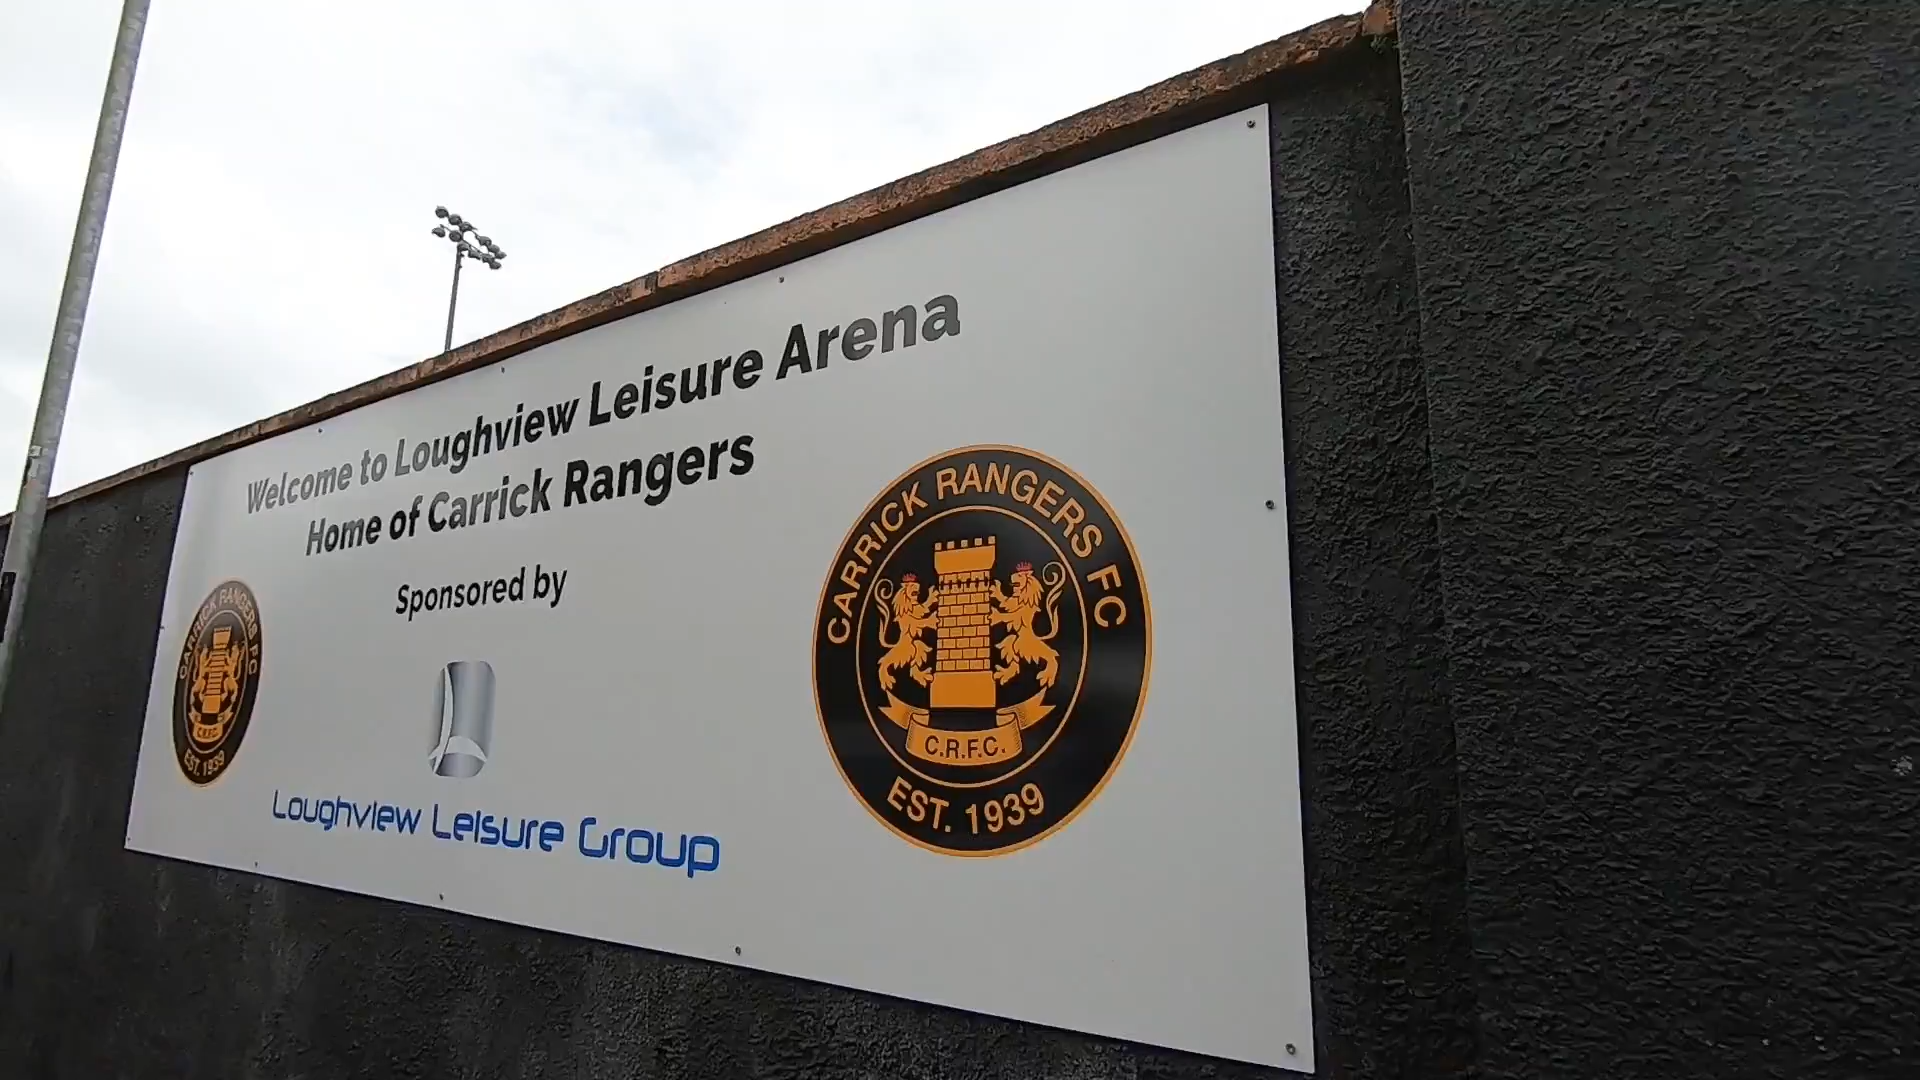 Welcome to Loughview Leisure Arena
Home of Carrick Rangers
Sponsored by
Loughview Leisure Group
CARRICK RANGERS FC
C.R.F.C.
EST. 1939
CARRICK RANGERS FC
C.R.F.C.
EST. 1939